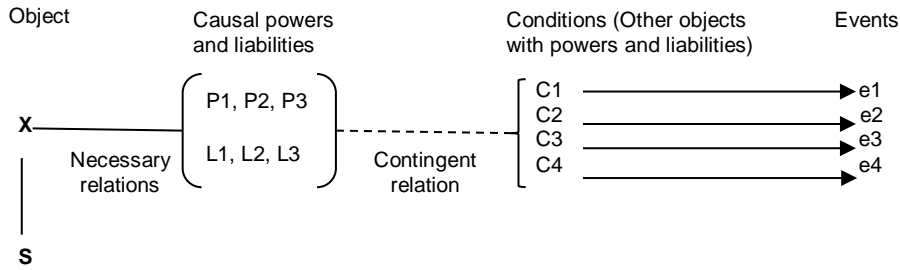 Object
Causal powers
and liabilities
Conditions (Other objects
with powers and liabilities)
Events
P1, P2, P3
L1, L2, L3
X
Necessary
relations
Contingent
relation
C1
C2
C3
C4
e1
e2
e3
e4
S